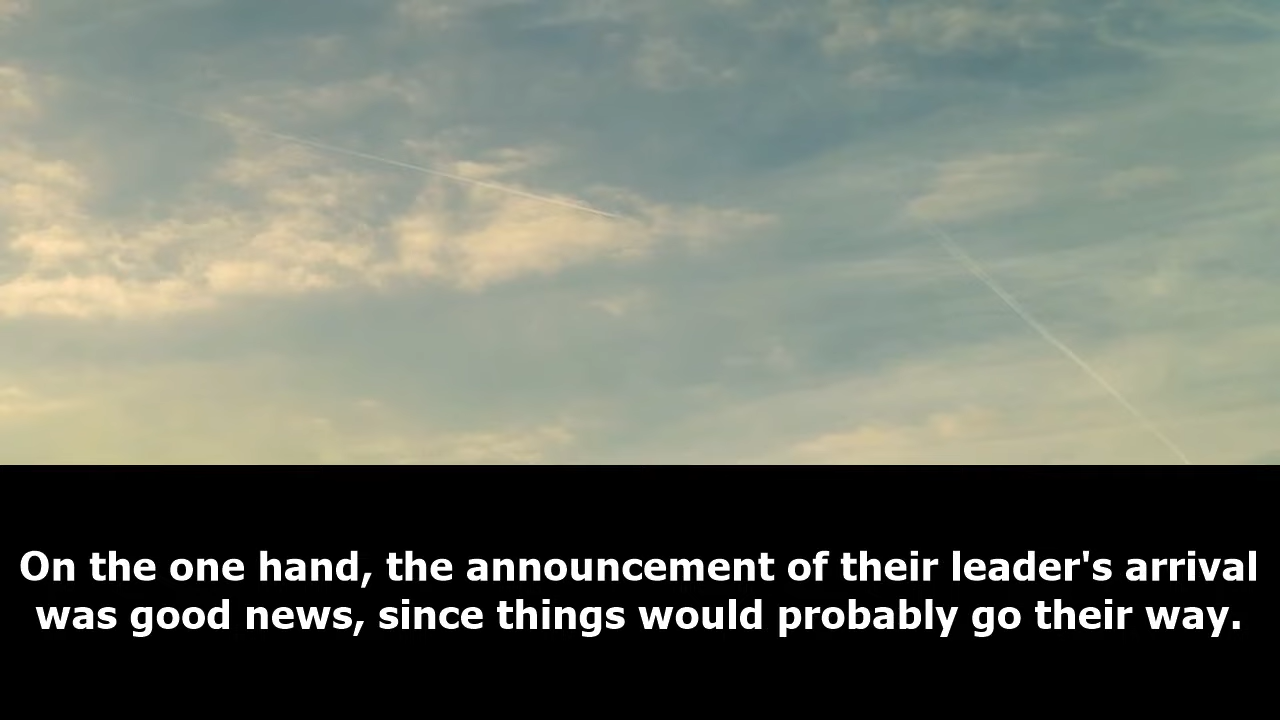 On the one hand, the announcement of their leader's arrival
was good news, since things would probably go their way.